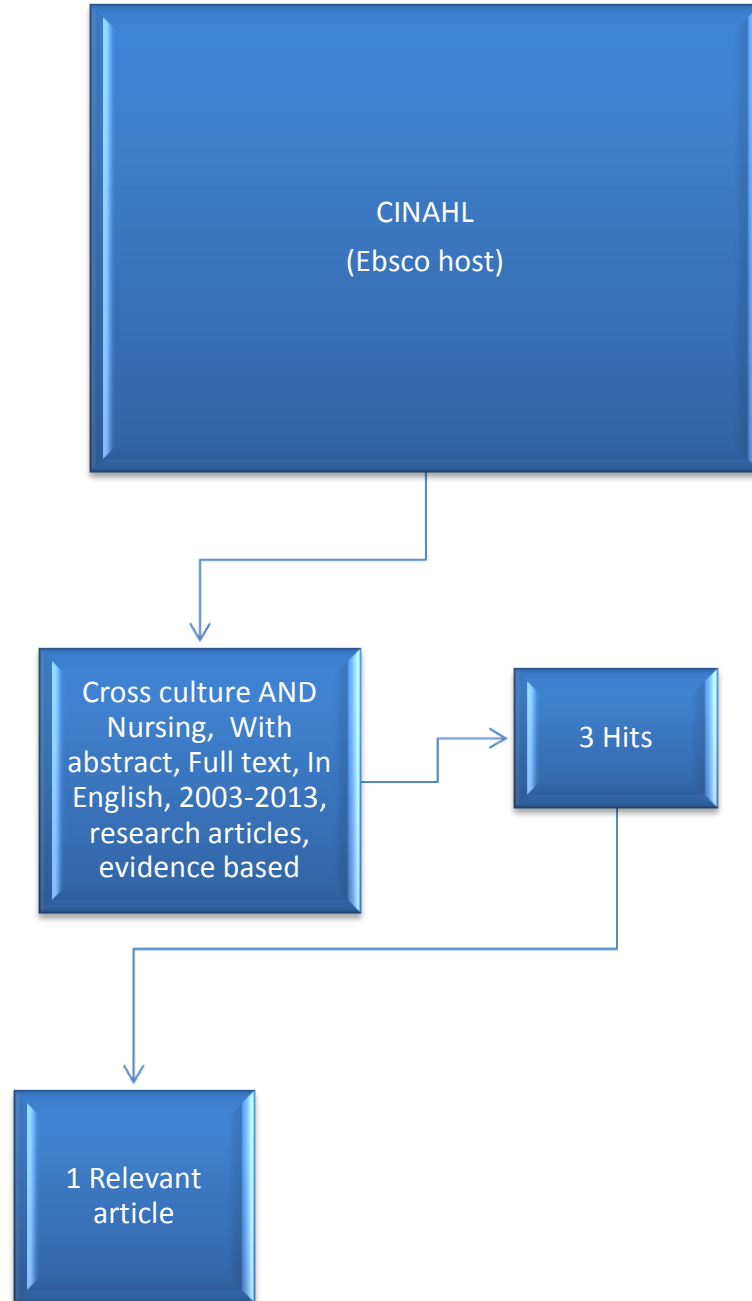 CINAHL
(Ebsco host)
Cross culture AND
Nursing,  With
abstract, Full text, In
English, 2003-2013,
research articles,
evidence based
3 Hits
1 Relevant
article